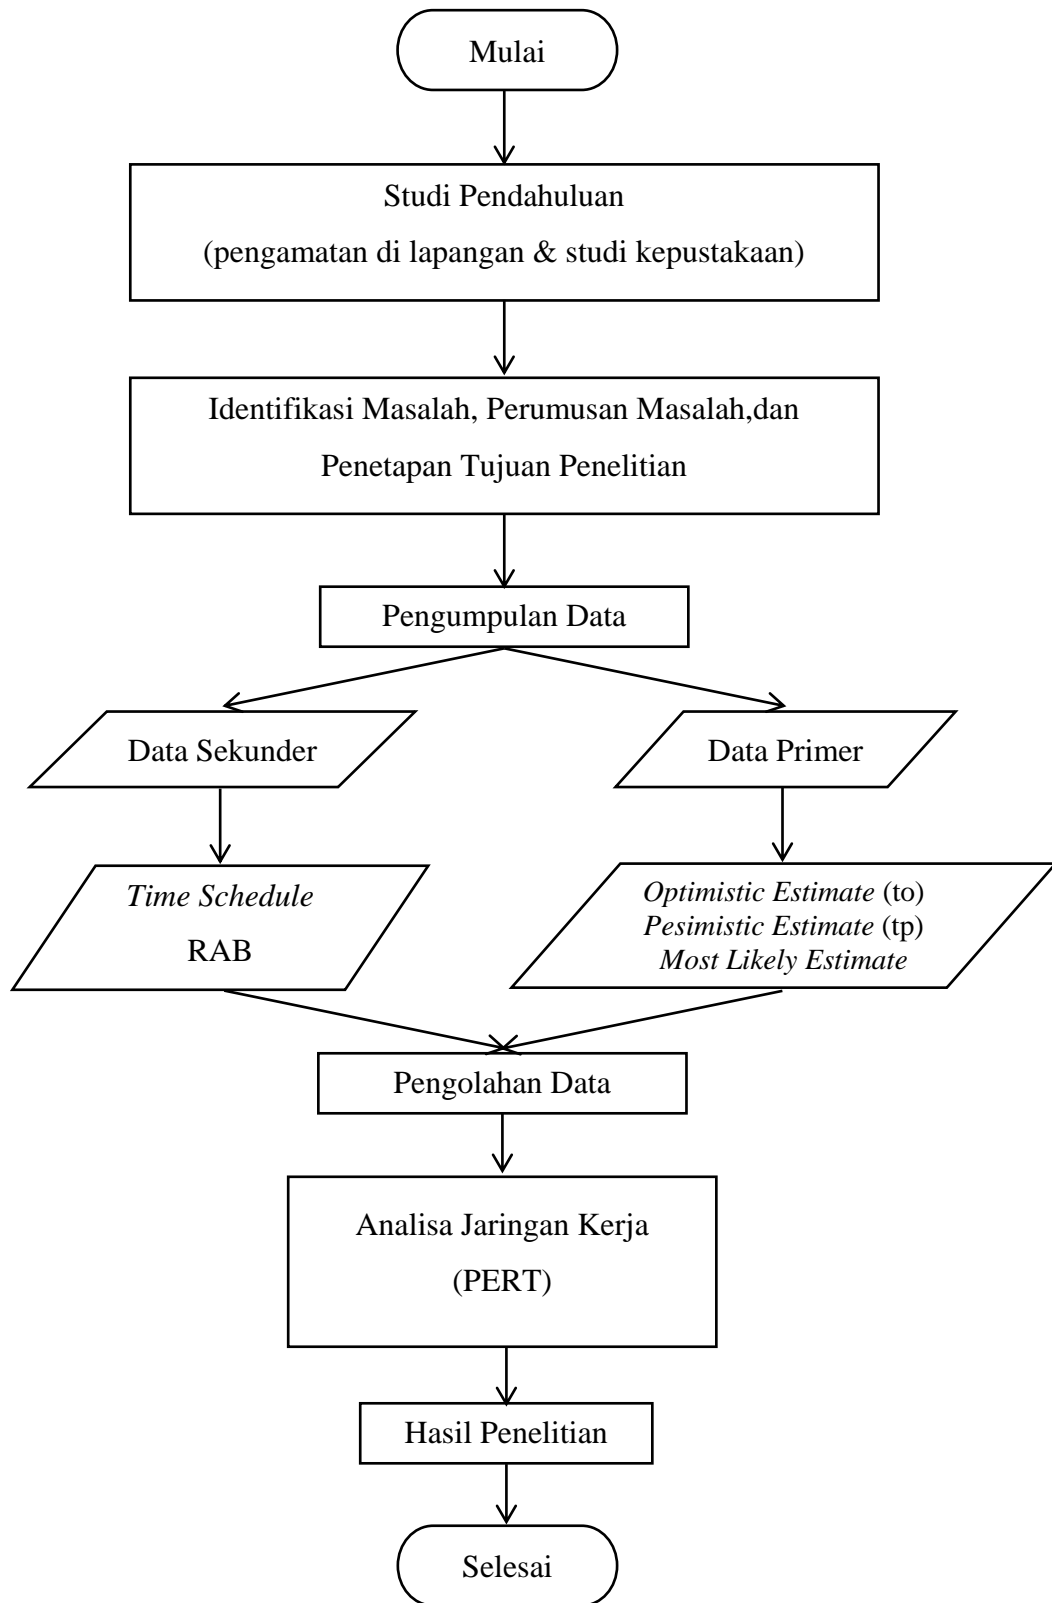 Mulai
Studi Pendahuluan
(pengamatan di lapangan & studi kepustakaan)
Identifikasi Masalah, Perumusan Masalah,dan
Penetapan Tujuan Penelitian
Pengumpulan Data
Data Sekunder
Data Primer
Time Schedule
RAB
Optimistic Estimate (to)
Pesimistic Estimate (tp)
Most Likely Estimate
Pengolahan Data
Analisa Jaringan Kerja
(PERT)
Hasil Penelitian
Selesai